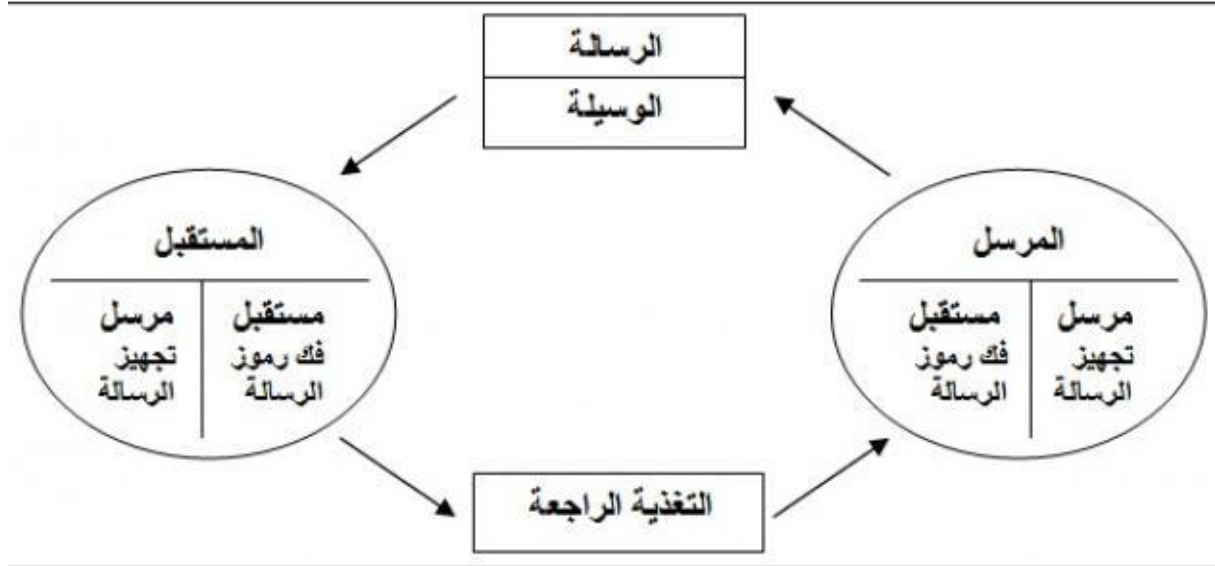 الرسالة
الوسيلة
المرسل
مرسل
تجهيز
الرسالة
مستقبل
فك رموز
الرسالة
المستقبل
مستقبل
فك رموز
الرسالة
مرسل
تجهيز
الرسالة
التغذية الراجعة